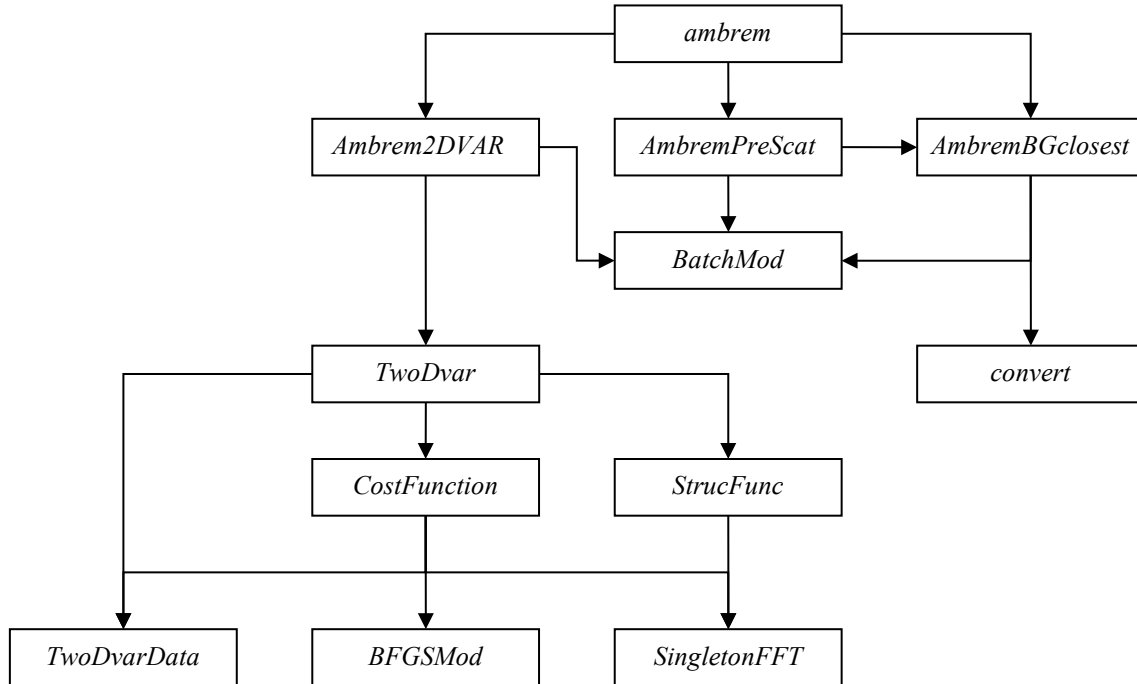 ambrem
Ambrem2DVAR
AmbremPreScat
AmbremBGclosest
BatchMod
TwoDvar
convert
CostFunction
StrucFunc
TwoDvarData
BFGSMod
SingletonFFT